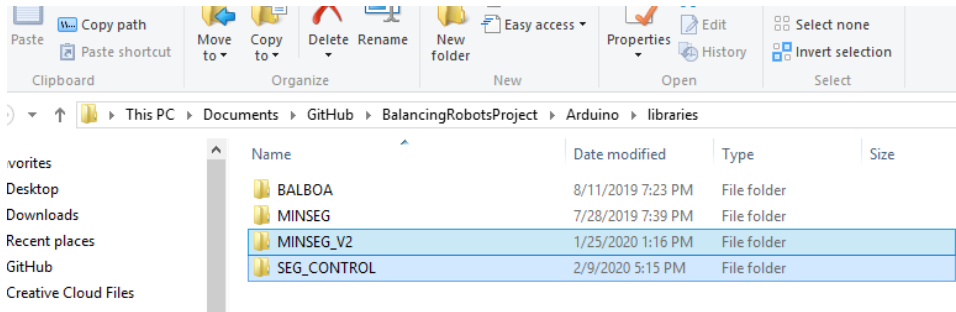 Copy path
Paste shortcut
Paste
Move to
Copy to
Delete
Rename
New folder
Easy access
Properties
Edit
History
Select none
Invert selection
Clipboard
Organize
New
Open
Select
This PC Documents GitHub BalancingRobotsProject Arduino libraries
Name Date modified Type Size
vorites
Desktop
Downloads
Recent places
GitHub
Creative Cloud Files
BALBOA 8/11/2019 7:23 PM File folder
MINSEG 7/28/2019 7:39 PM File folder
MINSEG_V2 1/25/2020 1:16 PM File folder
SEG_CONTROL 2/9/2020 5:15 PM File folder